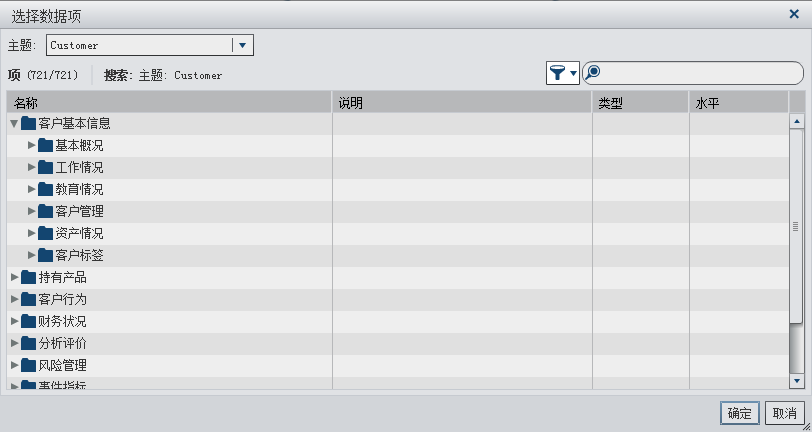 选择数据项
主题: Customer
项 (721/721) 搜索: 主题: Customer
名称 说明 类型 水平
客户基本信息
基本概况
工作情况
教育情况
客户管理
资产情况
客户标签
持有产品
客户行为
财务状况
分析评价
风险管理
事件指标
确定 取消